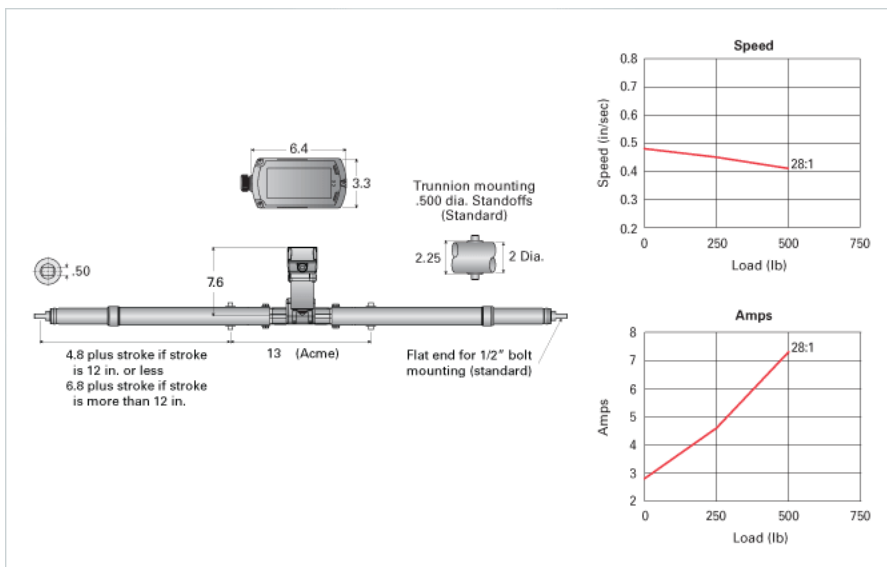 6.4
3.3
Trunnion mounting
.500 dia. Standoffs
(Standard)
2.25
2 Dia.
.50
7.6
4.8 plus stroke if stroke
is 12 in. or less
6.8 plus stroke if stroke
is more than 12 in.
13 (Acme)
Flat end for 1/2" bolt
mounting (standard)
Speed
Speed (in/sec)
0.8
0.7
0.6
0.5
0.4
0.3
0.2
28:1
0 250 500 750
Load (lb)
Amps
Amps
8
7
6
5
4
3
2
28:1
0 250 500 750
Load (lb)